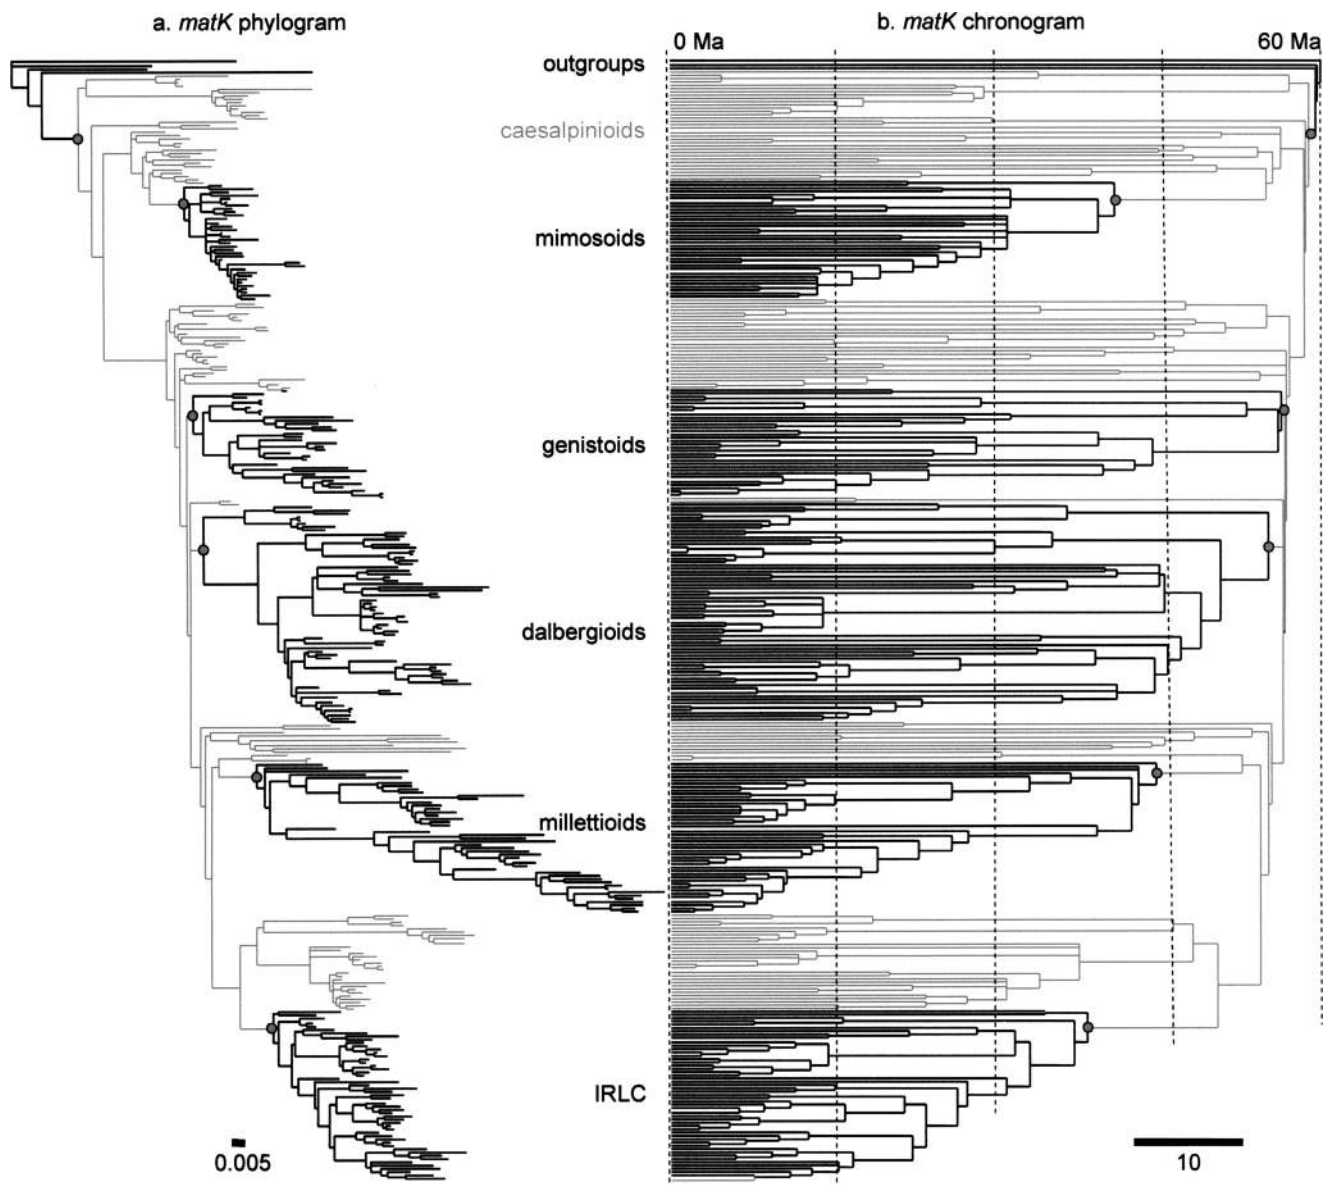 a. matK phylogram
b. matK chronogram
0 Ma
60 Ma
outgroups
caesalpinioids
mimosoids
genistoids
dalbergioids
millettioids
IRLC
0.005
10